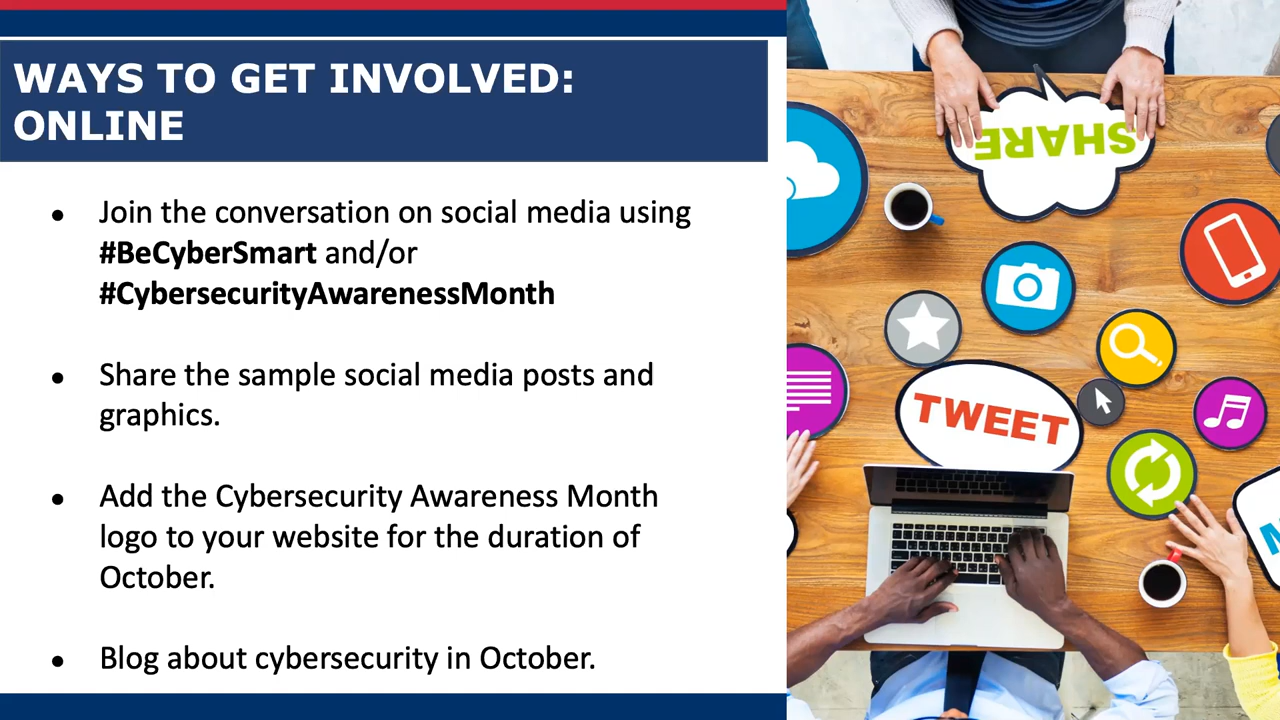 WAYS TO GET INVOLVED:
ONLINE
● Join the conversation on social media using
#BeCyberSmart and/or
#CybersecurityAwarenessMonth
● Share the sample social media posts and
graphics.
● Add the Cybersecurity Awareness Month
logo to your website for the duration of
October.
● Blog about cybersecurity in October.
SHARE
TWEET